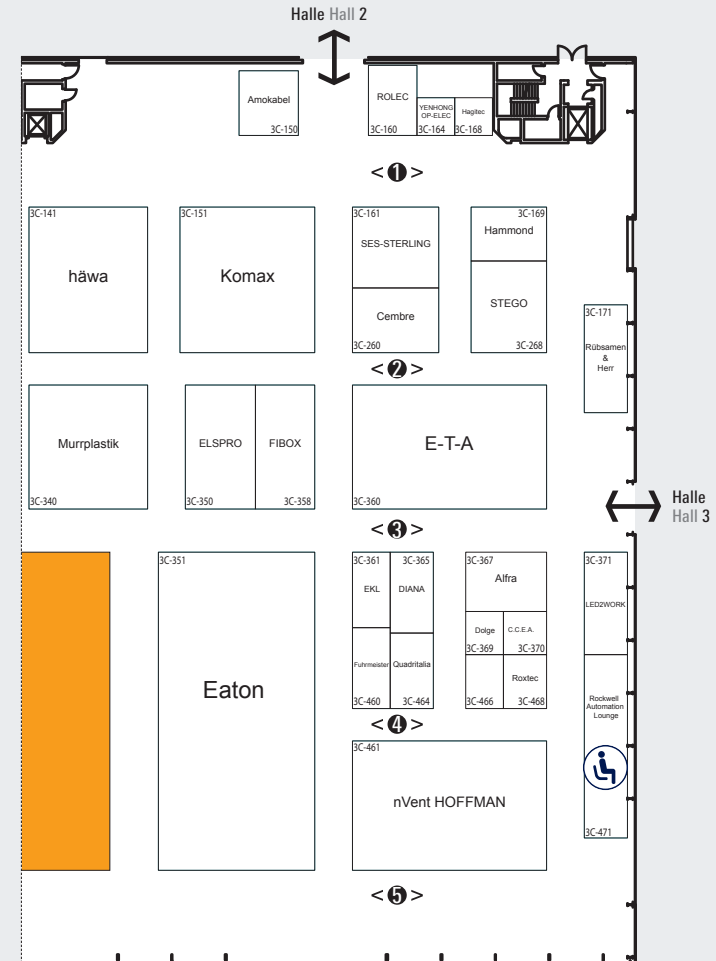 Halle Hall 2
Amokabel
3C-150
ROLEC
3C-160
YENHONG
OP-ELEC
3C-164
Hagitec
3C-168
<❶>
3C-141
häwa
3C-151
Komax
3C-161
SES-STERLING
Cembre
3C-260
3C-169
Hammond
STEGO
3C-268
3C-171
Rübsamen
&
Herr
<❷>
Murrplastik
3C-340
ELSPRO
3C-350
FIBOX
3C-358
E-T-A
3C-360
Halle
Hall 3
<❸>
3C-351
Eaton
3C-361
EKL
3C-365
DIANA
Fuhrmeister
3C-460
Quadritalia
3C-464
3C-367
Alfra
Dolge
3C-369
C.C.E.A.
3C-370
3C-466
Roxtec
3C-468
3C-371
LED2WORK
Rockwell
Automation
Lounge
3C-471
<❹>
3C-461
nVent HOFFMAN
<❺>